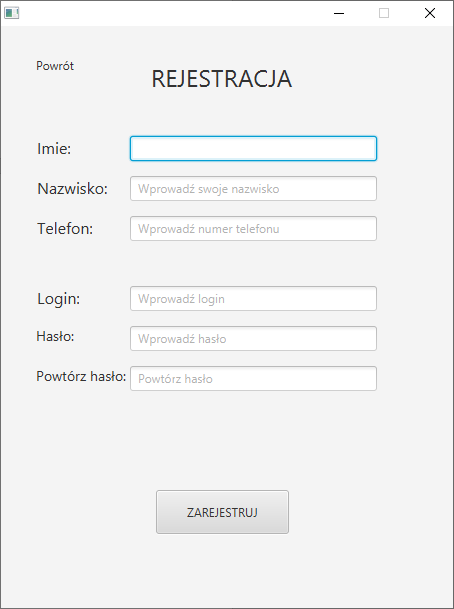 Powrót
REJESTRACJA
Imie:
Nazwisko: Wprowadź swoje nazwisko
Telefon: Wprowadź numer telefonu
Login: Wprowadź login
Hasło: Wprowadź hasło
Powtórz hasło: Powtórz hasło
ZAREJESTRUJ